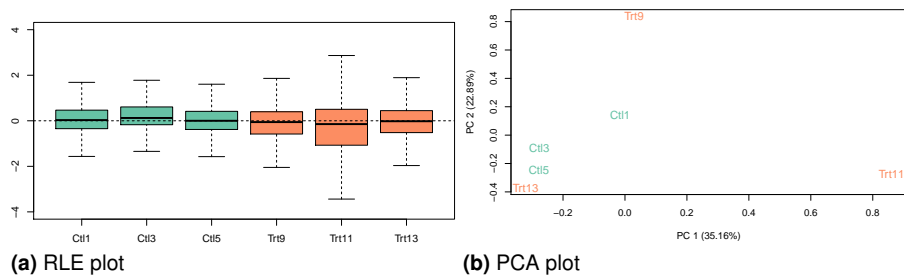 4
2
0
−2
−4
Ctl1 Ctl3 Ctl5 Trt9 Trt11 Trt13
(a) RLE plot
PC 2 (22.89%)
0.8
0.6
0.4
0.2
0.0
−0.2
−0.4
Trt9
Ctl1
Ctl3
Ctl5
Trt11
Trt13
−0.2 0.0 0.2 0.4 0.6 0.8
PC 1 (35.16%)
(b) PCA plot